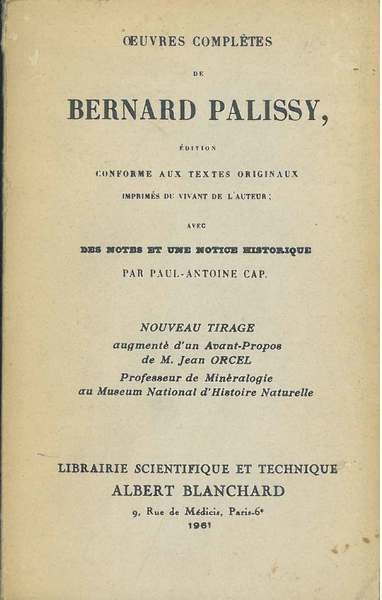 ŒUVRES COMPLÈTES
DE
BERNARD PALISSY,
ÉDITION
CONFORME AUX TEXTES ORIGINAUX
IMPRIMÉS DU VIVANT DE L'AUTEUR;
AVEC
DES NOTES ET UNE NOTICE HISTORIQUE
PAR PAUL-ANTOINE CAP.
NOUVEAU TIRAGE
augmenté d'un Avant-Propos
de M. Jean ORCEL
Professeur de Minéralogie
au Museum National d'Histoire Naturelle
LIBRAIRIE SCIENTIFIQUE ET TECHNIQUE
ALBERT BLANCHARD
9, Rue de Médicis, Paris-6e
1961